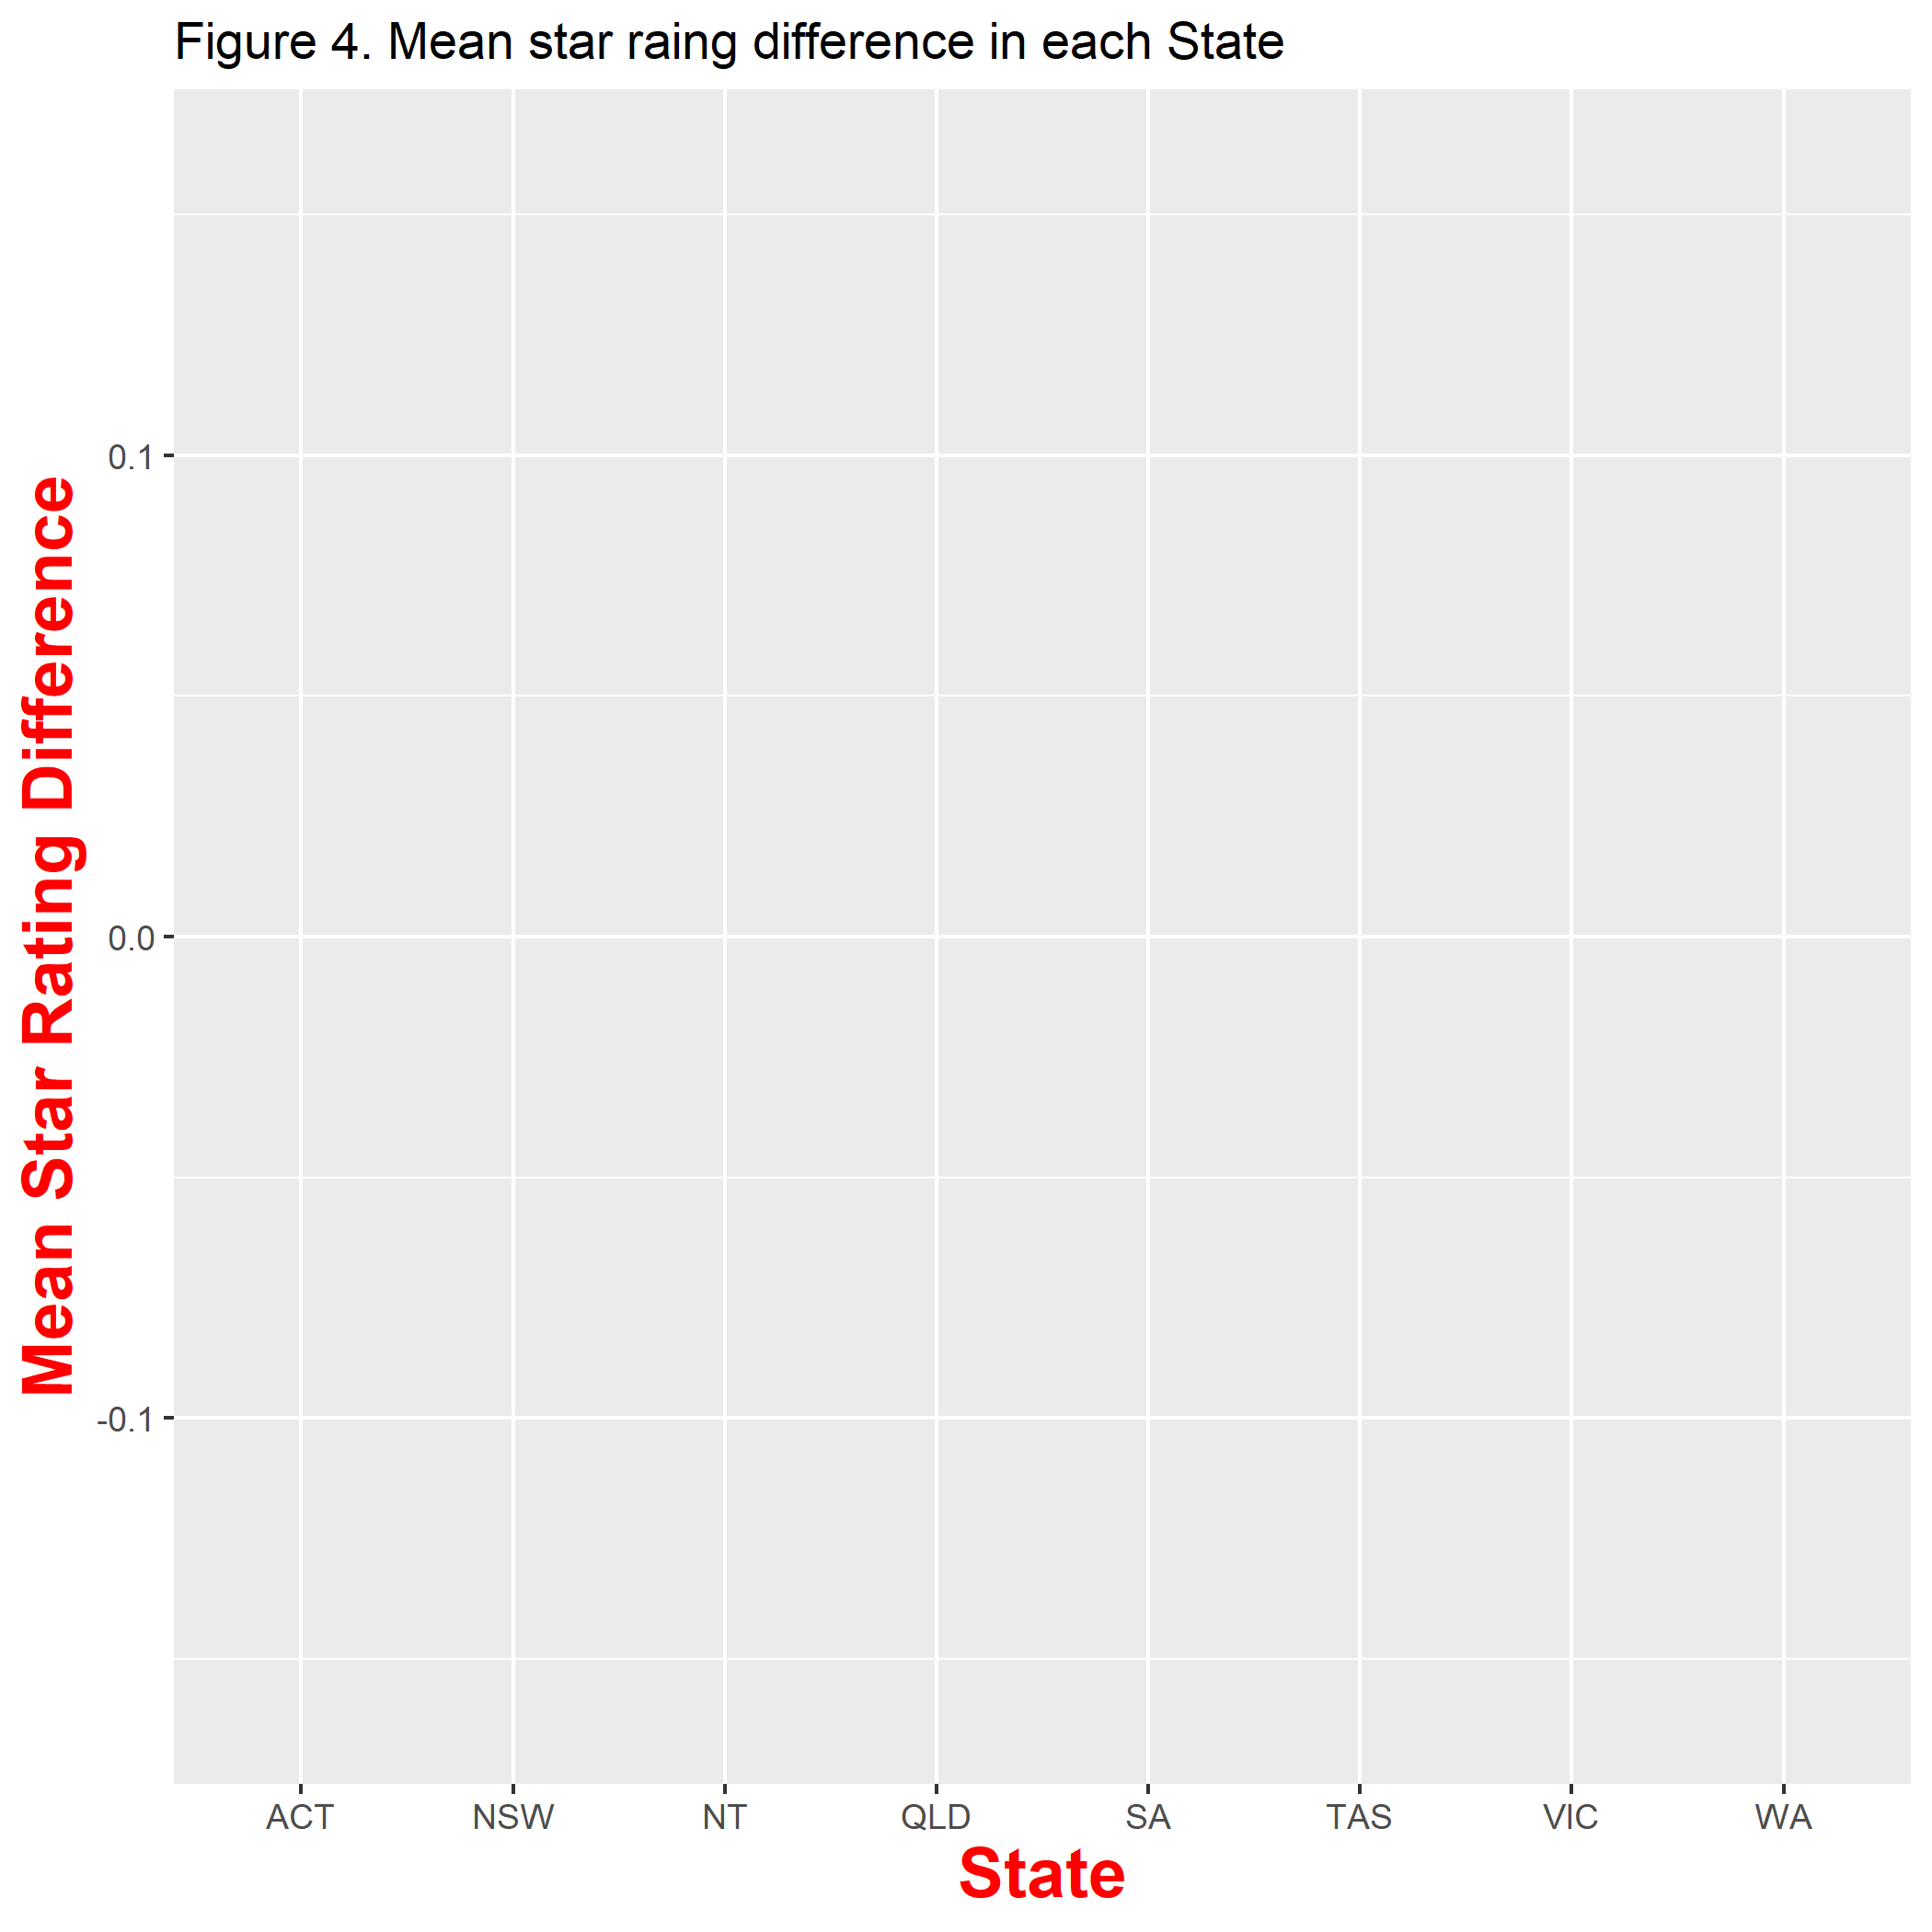 Figure 4. Mean star raing difference in each State
Mean Star Rating Difference
0.1
0.0
-0.1
ACT NSW NT QLD SA TAS VIC WA
State